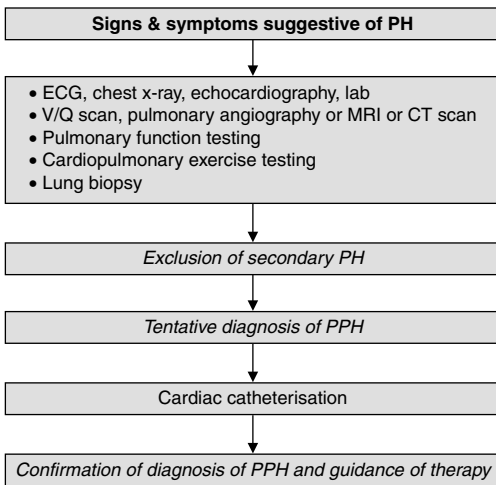 Signs & symptoms suggestive of PH
• ECG, chest x-ray, echocardiography, lab
• V/Q scan, pulmonary angiography or MRI or CT scan
• Pulmonary function testing
• Cardiopulmonary exercise testing
• Lung biopsy
Exclusion of secondary PH
Tentative diagnosis of PPH
Cardiac catheterisation
Confirmation of diagnosis of PPH and guidance of therapy